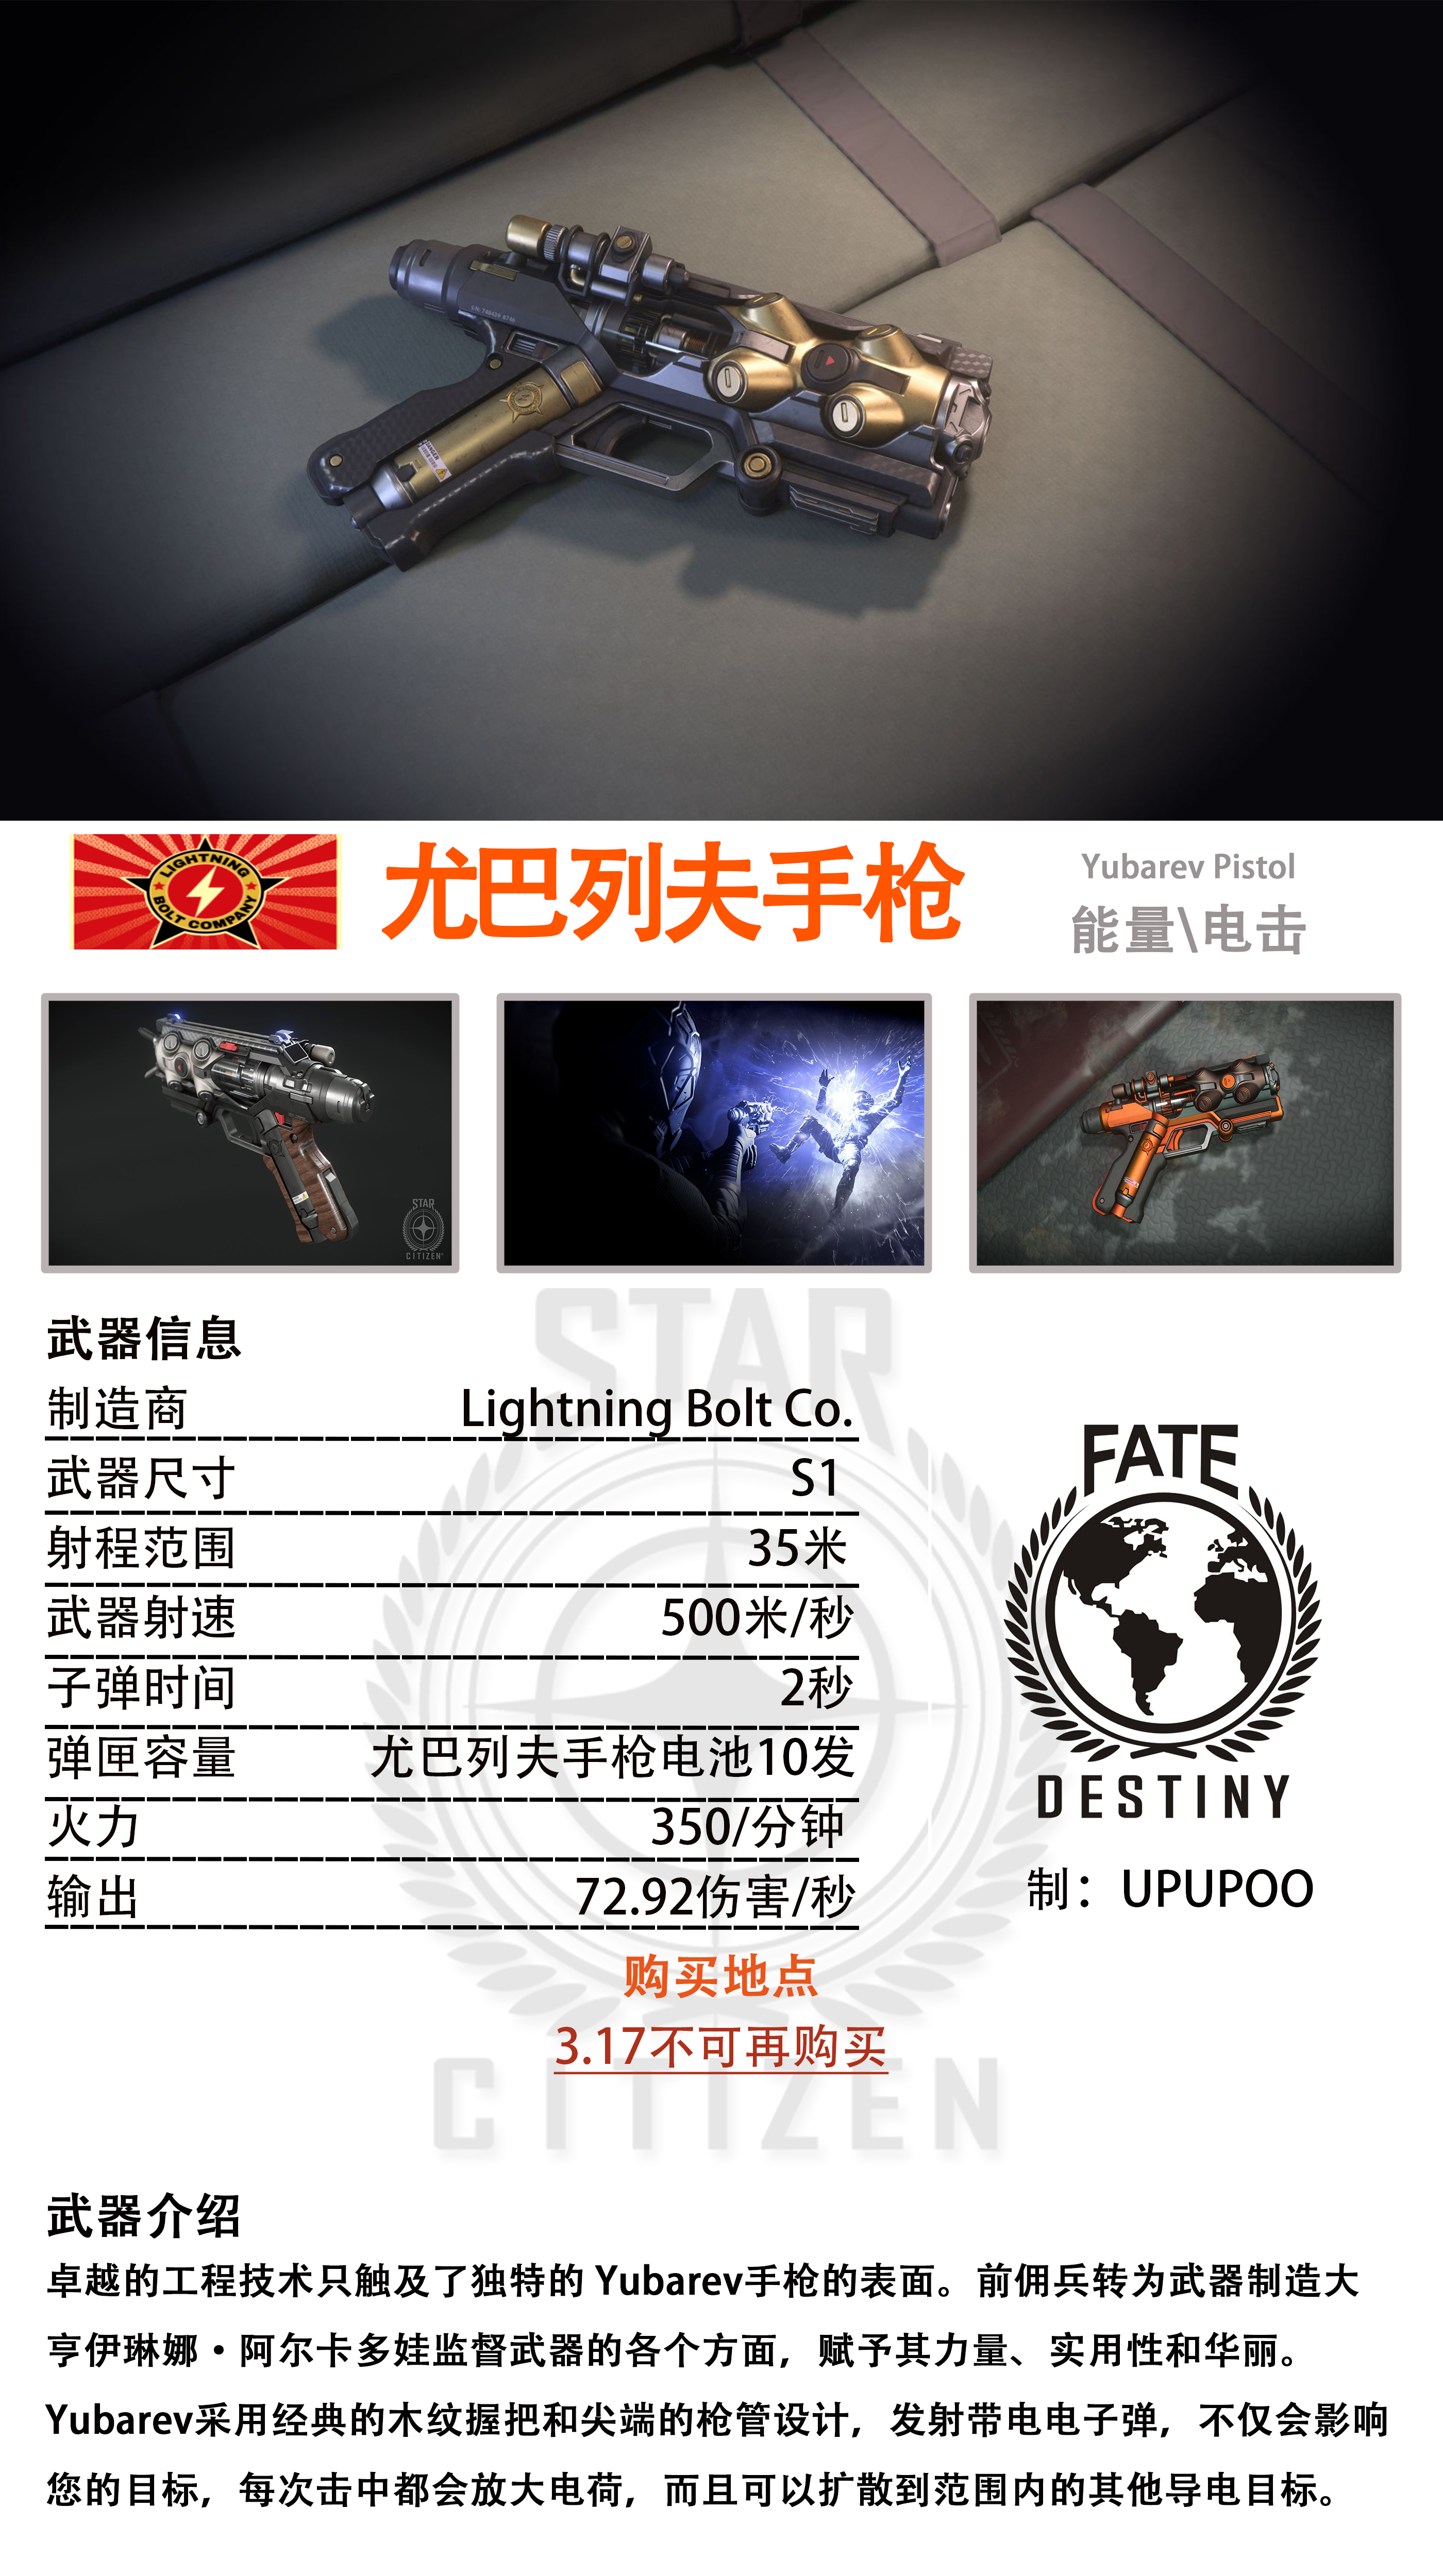 LIGHTNING
BOLT COMPANY
尤巴列夫手枪
Yubarev Pistol
能量\电击
STAR
CITIZEN
武器信息
制造商 Lightning Bolt Co.
武器尺寸 S1
射程范围 35米
武器射速 500米/秒
子弹时间 2秒
弹匣容量 尤巴列夫手枪电池10发
火力 350/分钟
输出 72.92伤害/秒
STAR
CITIZEN
FATE
DESTINY
制：UPUPOO
购买地点
3.17不可再购买
武器介绍
卓越的工程技术只触及了独特的 Yubarev手枪的表面。前佣兵转为武器制造大
亨伊琳娜·阿尔卡多娃监督武器的各个方面，赋予其力量、实用性和华丽。
Yubarev采用经典的木纹握把和尖端的枪管设计，发射带电电子弹，不仅会影响
您的目标，每次击中都会放大电荷，而且可以扩散到范围内的其他导电目标。